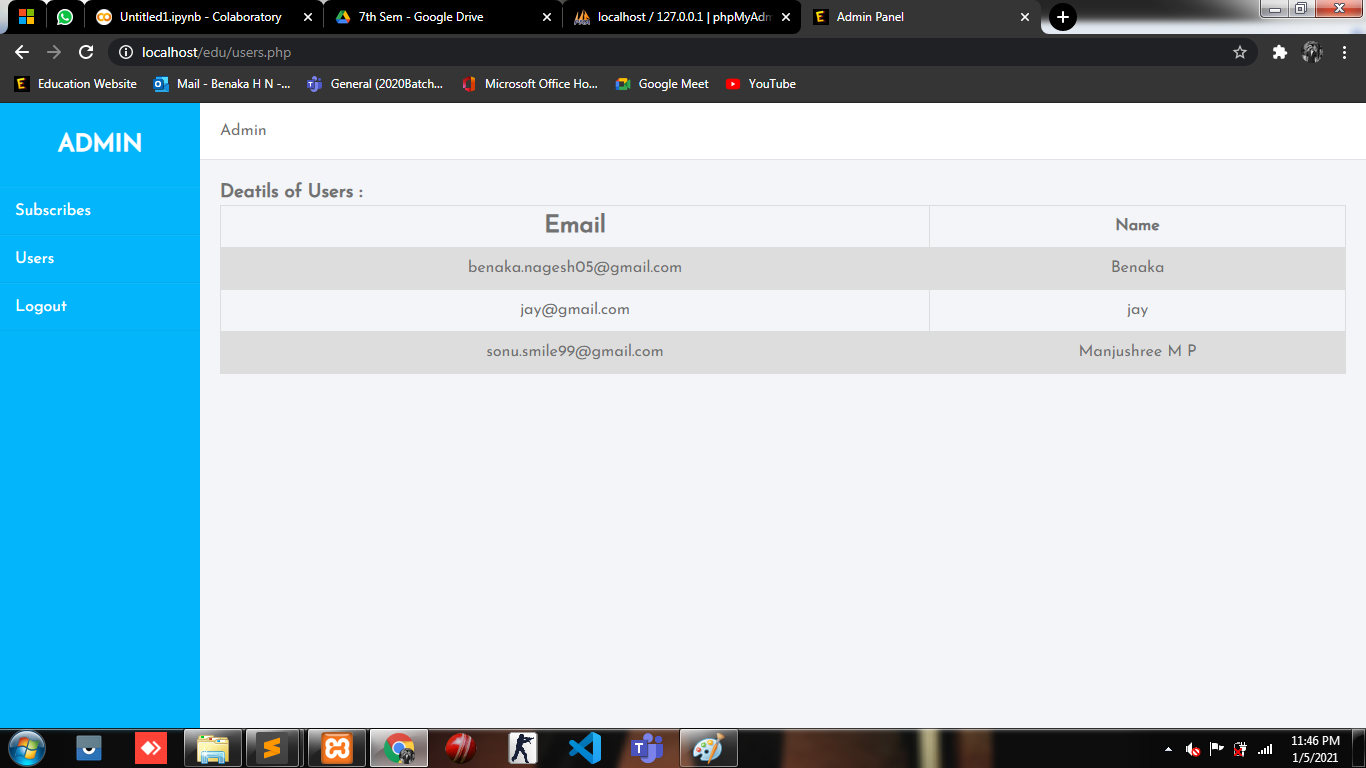 Untitled1.ipynb - Colaboratory
7th Sem - Google Drive
localhost / 127.0.0.1 | phpMyAdm
Admin Panel
localhost/edu/users.php
E Education Website
Mail - Benaka H N -...
General (2020Batch...
Microsoft Office Ho...
Google Meet
YouTube
ADMIN
Admin
Subscribes
Users
Logout
Deatils of Users :
Email Name
benaka.nagesh05@gmail.com Benaka
jay@gmail.com jay
sonu.smile99@gmail.com Manjushree M P
11:46 PM
1/5/2021